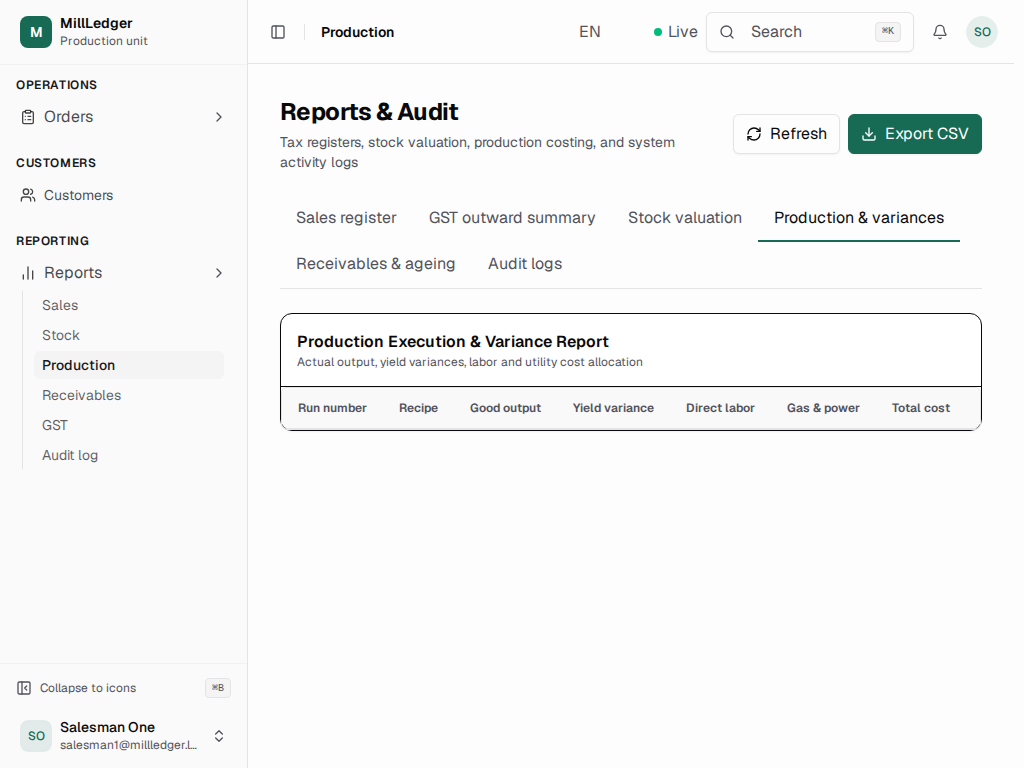 M
MillLedger
Production unit
OPERATIONS
Orders
CUSTOMERS
Customers
REPORTING
Reports
Sales
Stock
Production
Receivables
GST
Audit log
Collapse to icons
⌘B
SO
Salesman One
salesman1@millledger.l...
Production
EN
Live
Search
⌘K
SO
Reports & Audit
Tax registers, stock valuation, production costing, and system
activity logs
Refresh
Export CSV
Sales register
GST outward summary
Stock valuation
Production & variances
Receivables & ageing
Audit logs
Production Execution & Variance Report
Actual output, yield variances, labor and utility cost allocation
Run number
Recipe
Good output
Yield variance
Direct labor
Gas & power
Total cost